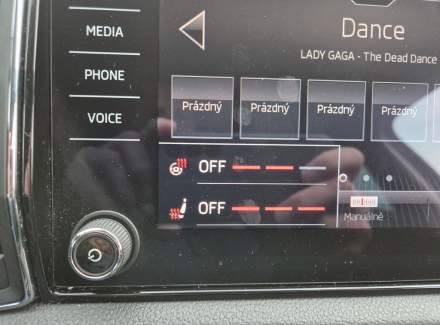 MEDIA
PHONE
VOICE
Dance
LADY GAGA - The Dead Dance
Prázdný Prázdný Prázdný Prázdný
OFF
OFF
Manuálně